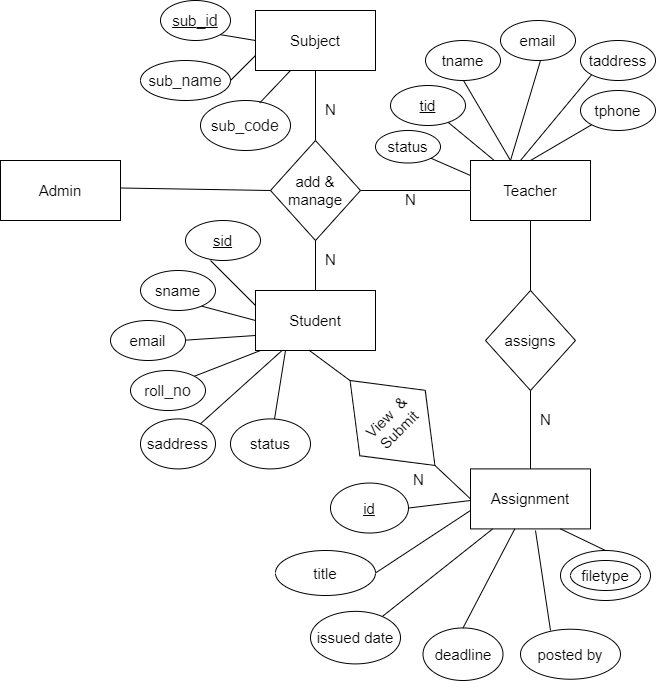 sub_id
Subject
email
tname
taddress
sub_name
tid
tphone
N
sub_code
status
add &
manage
Admin
Teacher
N
sid
N
sname
Student
email
assigns
roll_no
View &
Submit
N
saddress
status
N
Assignment
id
title
filetype
issued date
deadline
posted by